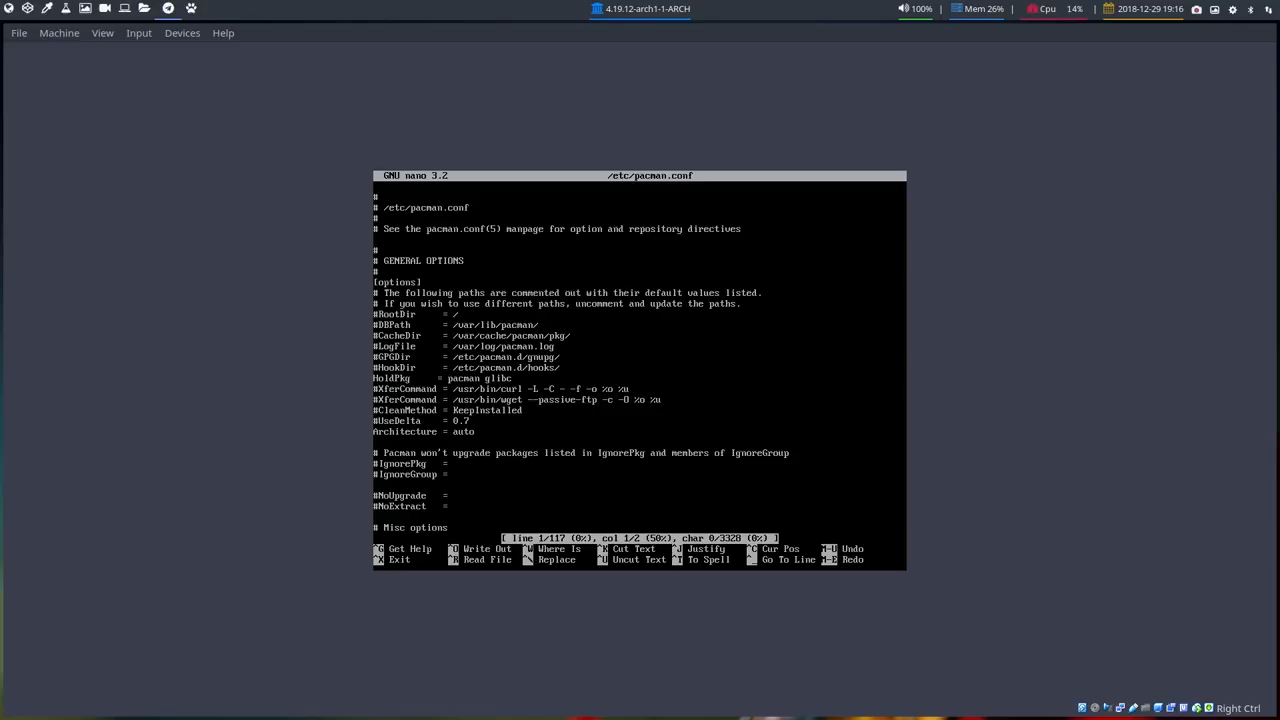 4.19.12-arch1-1-ARCH
100%
Mem 26%
Cpu 14%
2018-12-29 19:16
File Machine View Input Devices Help
GNU nano 3.2 /etc/pacman.conf
#
# /etc/pacman.conf
#
# See the pacman.conf(5) manpage for option and repository directives
#
# GENERAL OPTIONS
#
[options]
# The following paths are commented out with their default values listed.
# If you wish to use different paths, uncomment and update the paths.
#RootDir     = /
#DBPath      = /var/lib/pacman/
#CacheDir    = /var/cache/pacman/pkg/
#LogFile     = /var/log/pacman.log
#GPGDir      = /etc/pacman.d/gnupg/
#HookDir     = /etc/pacman.d/hooks/
HoldPkg     = pacman glibc
#XferCommand = /usr/bin/curl -L -C - -f -o %o %u
#XferCommand = /usr/bin/wget --passive-ftp -c -O %o %u
#CleanMethod = KeepInstalled
#UseDelta    = 0.7
Architecture = auto
# Pacman won't upgrade packages listed in IgnorePkg and members of IgnoreGroup
#IgnorePkg   =
#IgnoreGroup =
#NoUpgrade   =
#NoExtract   =
# Misc options
[ line 1/117 (0%), col 1/2 (50%), char 0/3328 (0%) ]
^G Get Help ^O Write Out ^W Where Is ^K Cut Text ^J Justify ^C Cur Pos M-U Undo
^X Exit ^R Read File ^\ Replace ^U Uncut Text ^T To Spell ^_ Go To Line M-E Redo
Right Ctrl